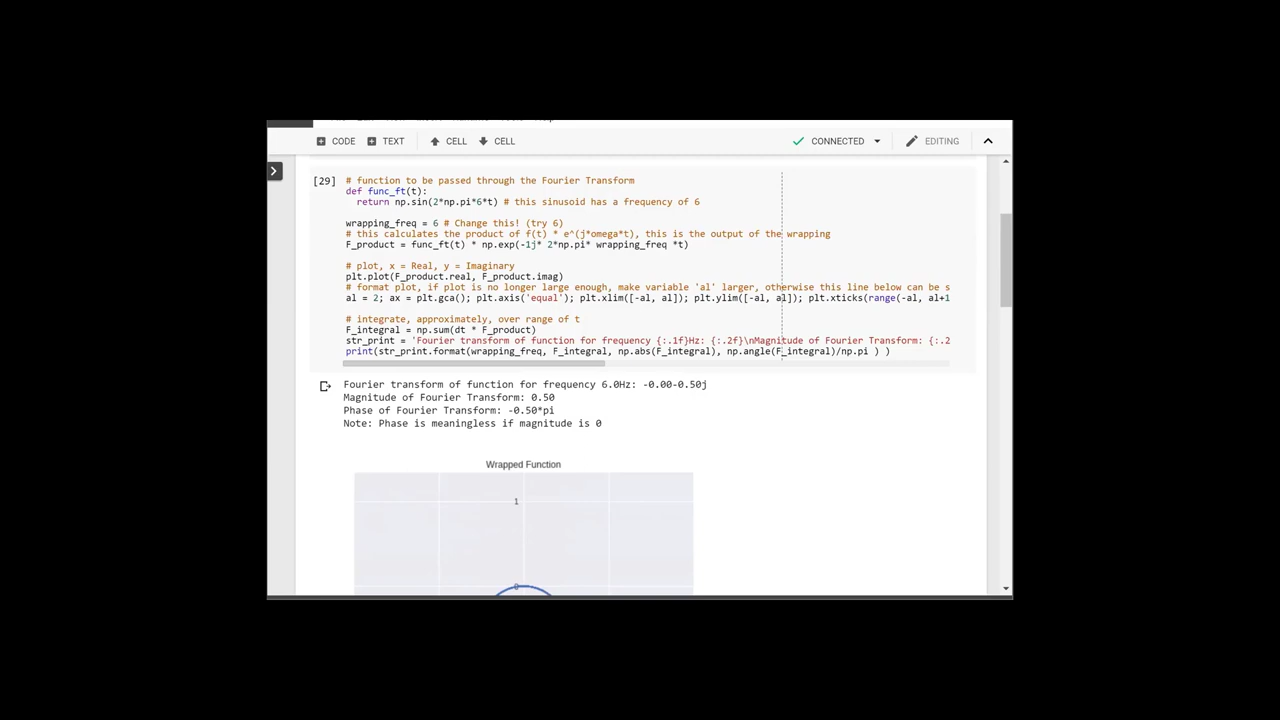 CODE TEXT CELL CELL CONNECTED EDITING
[29] # function to be passed through the Fourier Transform
def func_ft(t):
return np.sin(2*np.pi*6*t) # this sinusoid has a frequency of 6
wrapping_freq = 6 # Change this! (try 6)
# this calculates the product of f(t) * e^(j*omega*t), this is the output of the wrapping
F_product = func_ft(t) * np.exp(-1j* 2*np.pi* wrapping_freq *t)
# plot, x = Real, y = Imaginary
plt.plot(F_product.real, F_product.imag)
# format plot, if plot is no longer large enough, make variable 'al' larger, otherwise this line below can be s
al = 2; ax = plt.gca(); plt.axis('equal'); plt.xlim([-al, al]); plt.ylim([-al, al]); plt.xticks(range(-al, al+1
# integrate, approximately, over range of t
F_integral = np.sum(dt * F_product)
str_print = 'Fourier transform of function for frequency {:.1f}Hz: {:.2f}\nMagnitude of Fourier Transform: {:.2
print(str_print.format(wrapping_freq, F_integral, np.abs(F_integral), np.angle(F_integral)/np.pi ) )
Fourier transform of function for frequency 6.0Hz: -0.00-0.50j
Magnitude of Fourier Transform: 0.50
Phase of Fourier Transform: -0.50*pi
Note: Phase is meaningless if magnitude is 0
Wrapped Function
1
0